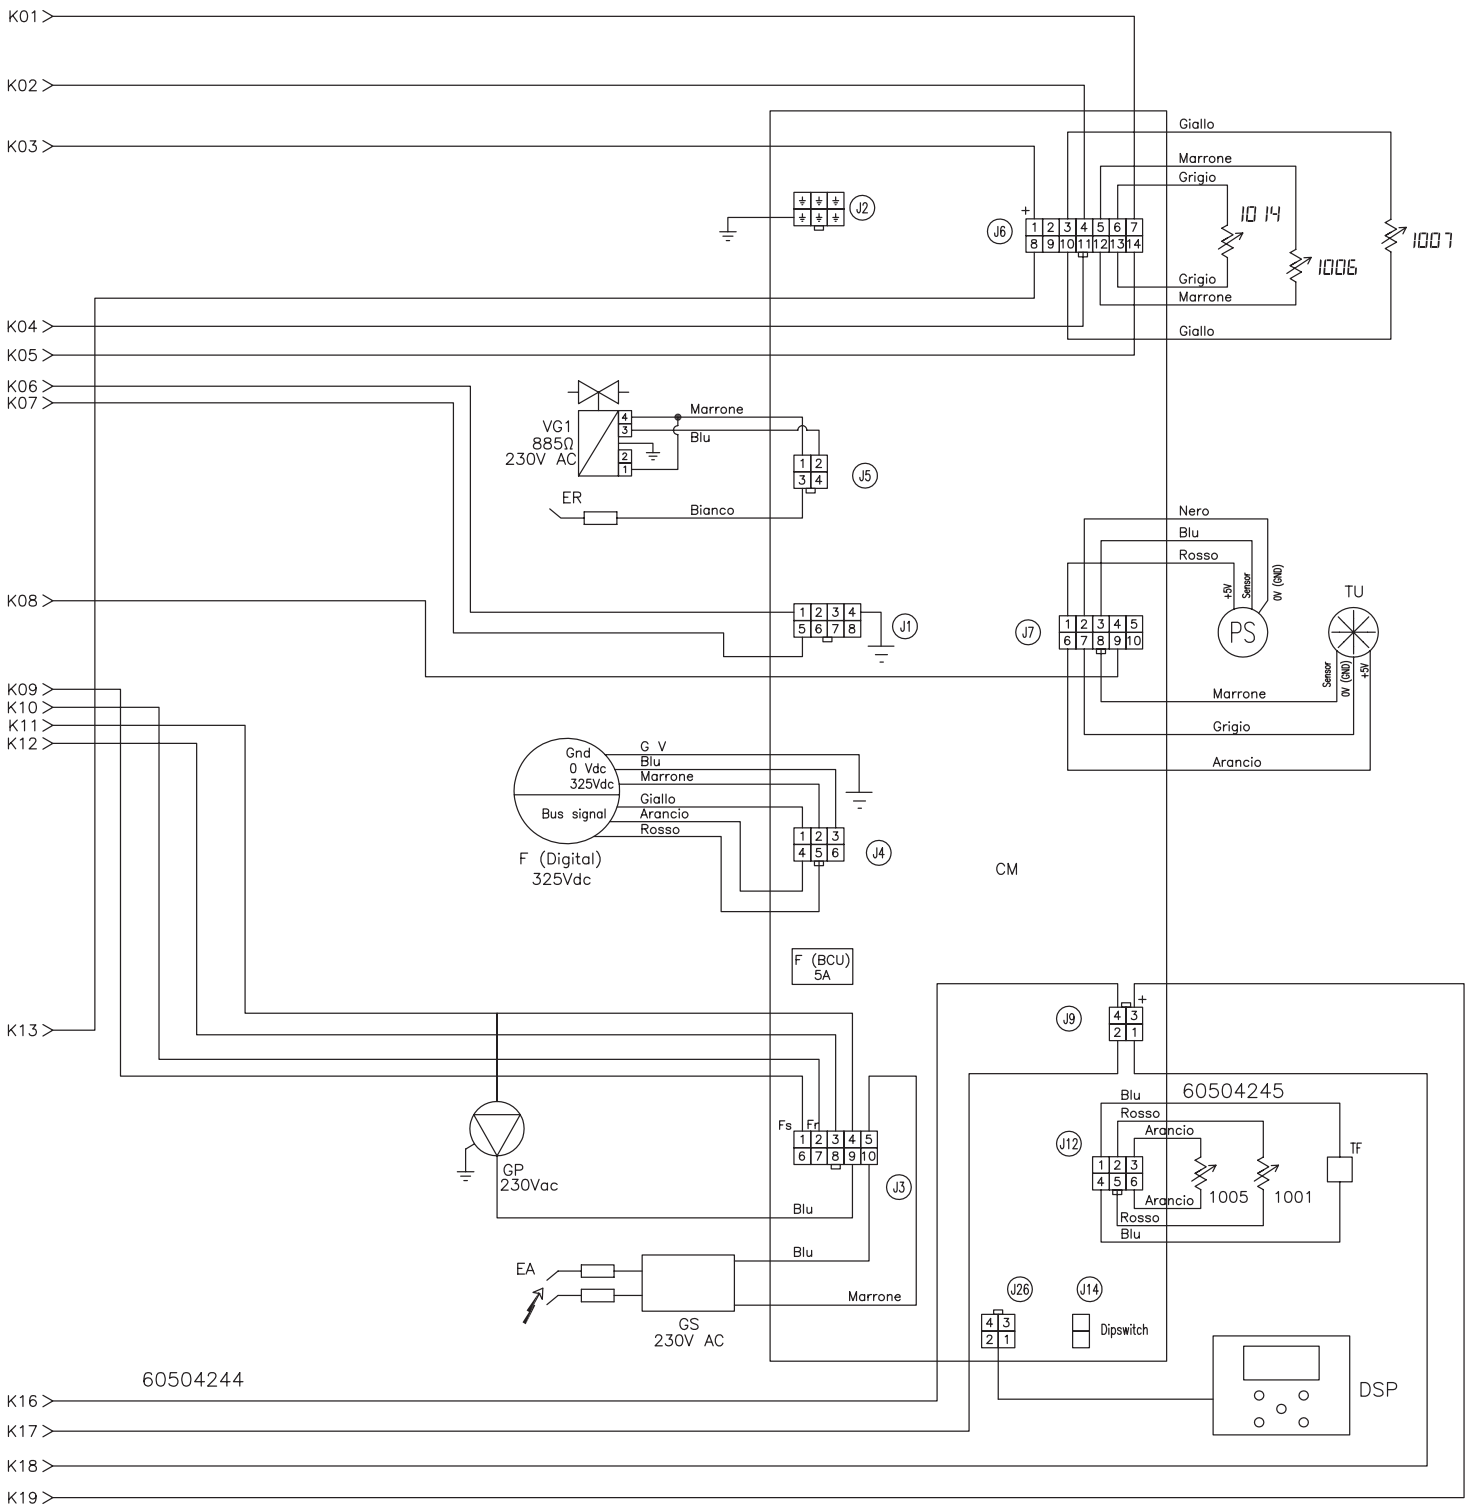 K01
K02
K03
Giallo
Marrone
Grigio
1014
1007
1006
J2
J6
+
1 2 3 4 5 6 7
8 9 10 11 12 13 14
Grigio
Marrone
Giallo
K04
K05
K06
K07
VG1
885Ω
230V AC
4
3
2
1
Marrone
Blu
1 2
3 4
J5
ER
Bianco
Nero
Blu
Rosso
+5V
Sensor
0V (GND)
K08
1 2 3 4
5 6 7 8
J1
J7
1 2 3 4 5
6 7 8 9 10
PS
TU
Sensor
0V (GND)
+5V
Marrone
Grigio
Arancio
K09
K10
K11
K12
Gnd
0 Vdc
325Vdc
Bus signal
G V
Blu
Marrone
Giallo
Arancio
Rosso
F (Digital)
325Vdc
1 2 3
4 5 6
J4
CM
F (BCU)
5A
K13
J9
+
4 3
2 1
60504245
Blu
Rosso
Arancio
J12
1 2 3
4 5 6
1005
1001
TF
Arancio
Rosso
Blu
Fs Fr
1 2 3 4 5
6 7 8 9 10
J3
GP
230Vac
Blu
Blu
EA
Marrone
GS
230V AC
J26
4 3
2 1
J14
Dipswitch
DSP
60504244
K16
K17
K18
K19